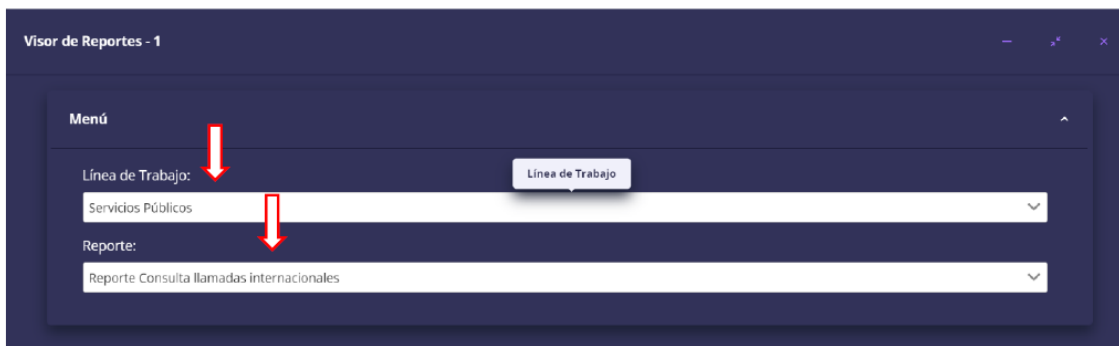 Visor de Reportes - 1
Menú
Línea de Trabajo:
Línea de Trabajo
Servicios Públicos
Reporte:
Reporte Consulta llamadas internacionales